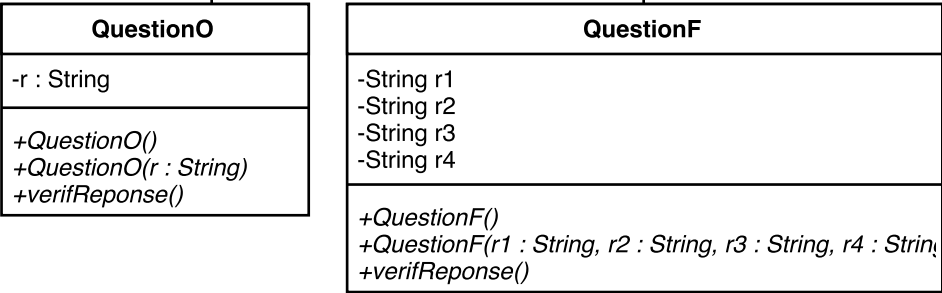 QuestionO
-r : String
+QuestionO()
+QuestionO(r : String)
+verifReponse()
QuestionF
-String r1
-String r2
-String r3
-String r4
+QuestionF()
+QuestionF(r1 : String, r2 : String, r3 : String, r4 : String
+verifReponse()